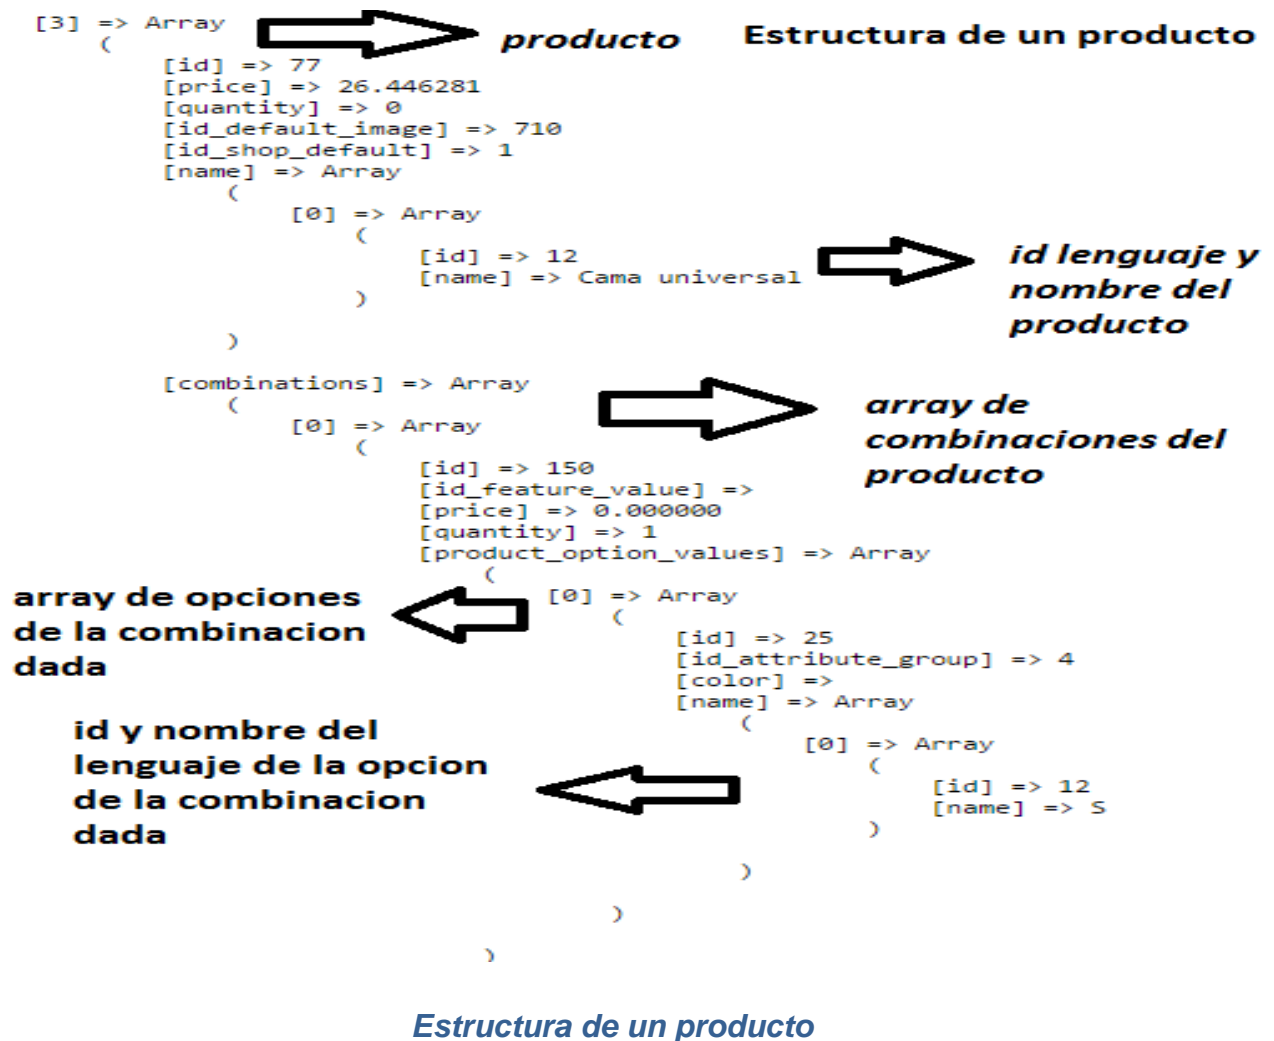 [3] => Array
(
producto
Estructura de un producto
[id] => 77
[price] => 26.446281
[quantity] => 0
[id_default_image] => 710
[id_shop_default] => 1
[name] => Array
(
[0] => Array
(
[id] => 12
[name] => Cama universal
)
)
id lenguaje y
nombre del
producto
[combinations] => Array
(
[0] => Array
(
array de
combinaciones del
producto
[id] => 150
[id_feature_value] =>
[price] => 0.000000
[quantity] => 1
[product_option_values] => Array
(
[0] => Array
(
array de opciones
de la combinacion
dada
[id] => 25
[id_attribute_group] => 4
[color] =>
[name] => Array
(
[0] => Array
(
[id] => 12
[name] => S
)
id y nombre del
lenguaje de la opcion
de la combinacion
dada
)
)
)
Estructura de un producto